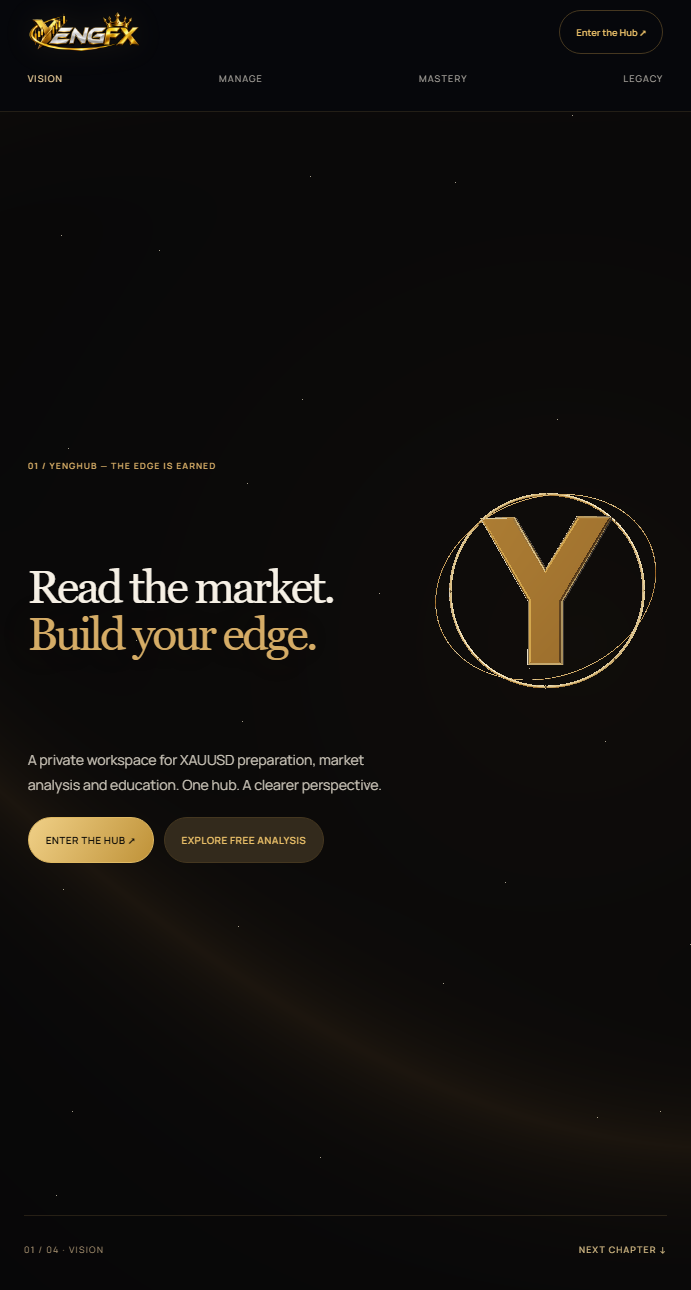 YENGFX
Enter the Hub ↗
VISION
MANAGE
MASTERY
LEGACY
01 / YENGHUB — THE EDGE IS EARNED
Y
Read the market.
Build your edge.
A private workspace for XAUUSD preparation, market
analysis and education. One hub. A clearer perspective.
ENTER THE HUB ↗
EXPLORE FREE ANALYSIS
01 / 04 · VISION
NEXT CHAPTER ↓